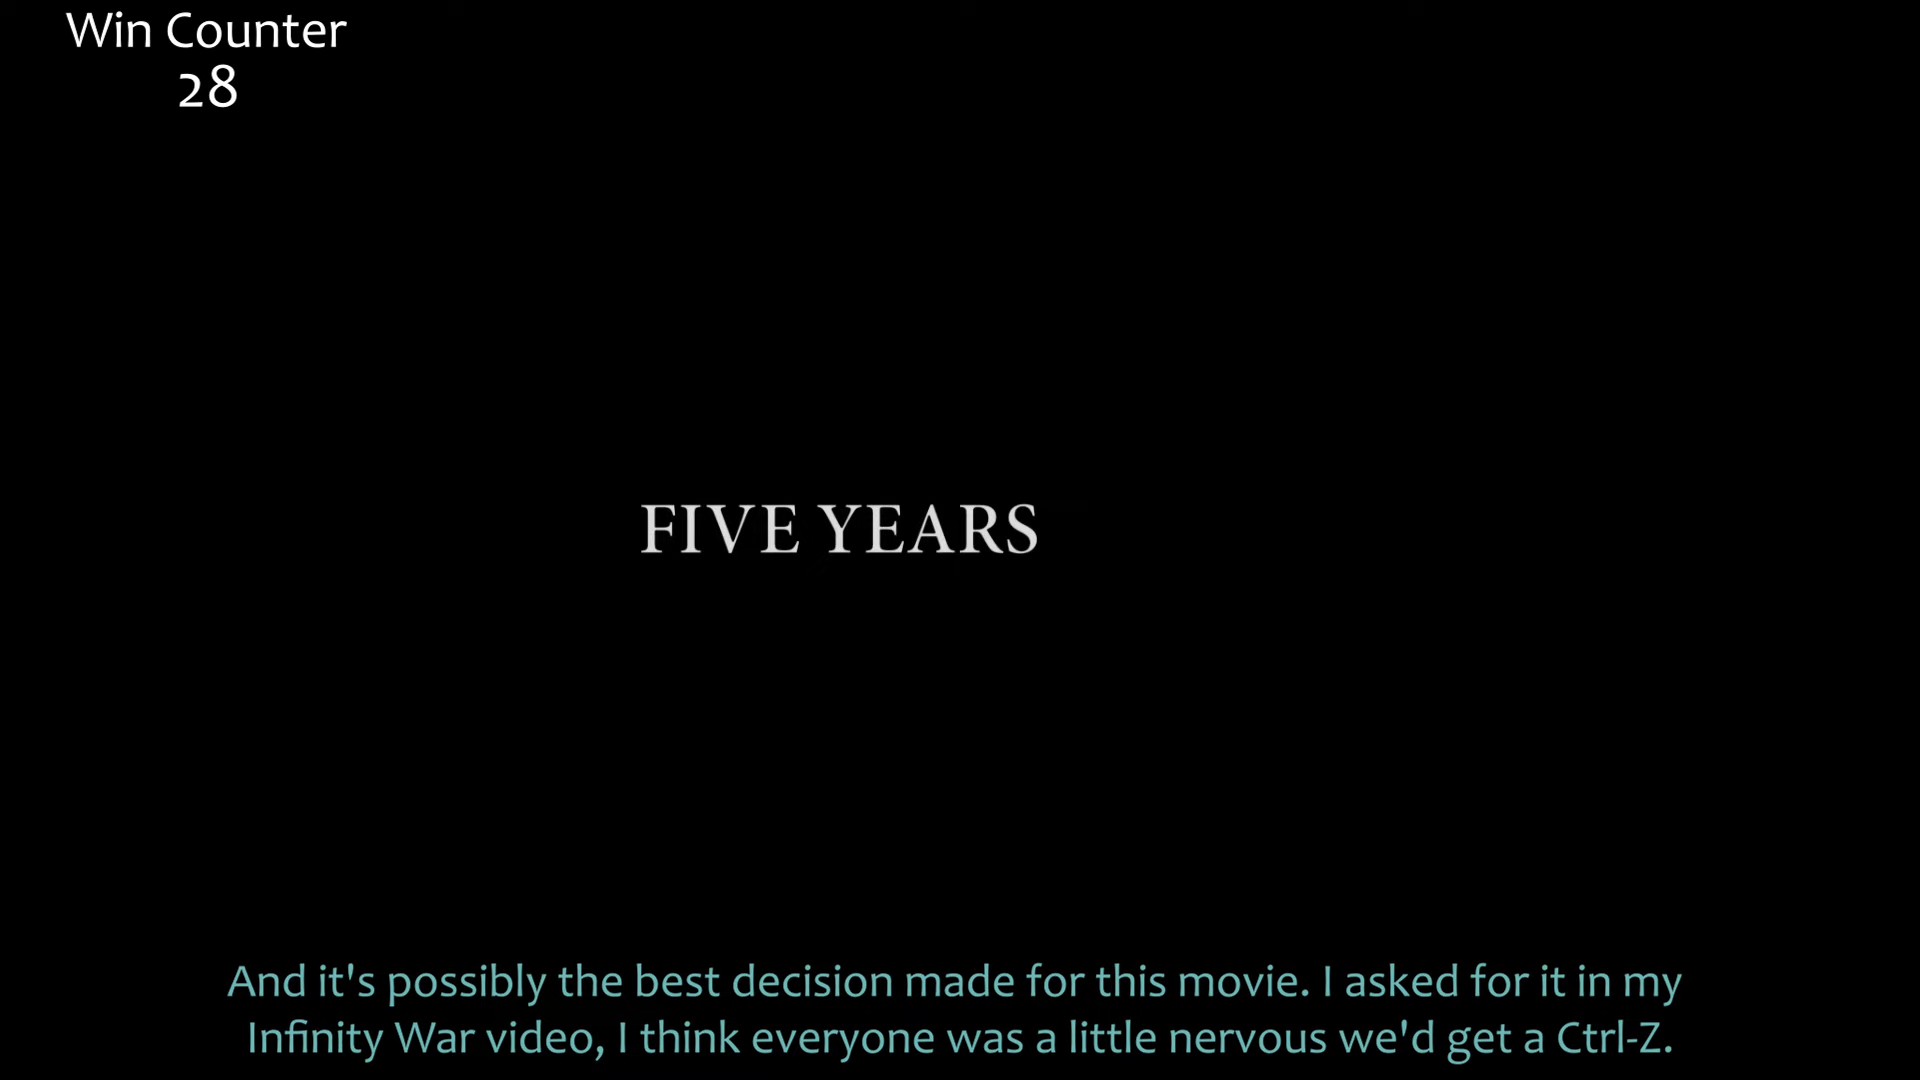 Win Counter
28
FIVE YEARS
And it's possibly the best decision made for this movie. I asked for it in my
Infinity War video, I think everyone was a little nervous we'd get a Ctrl-Z.